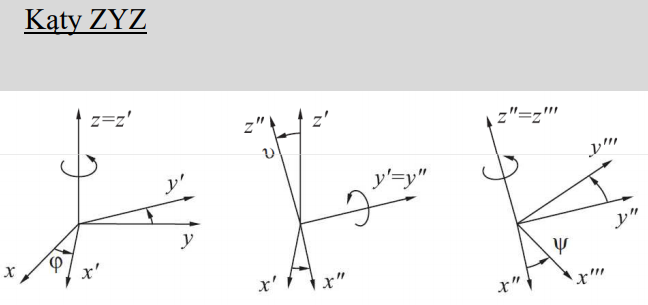 Kąty ZYZ
z=z'
y'
y
x
φ
x'
z"
z'
υ
y'=y"
x'
x"
z"=z'''
y'''
y"
ψ
x"
x'''